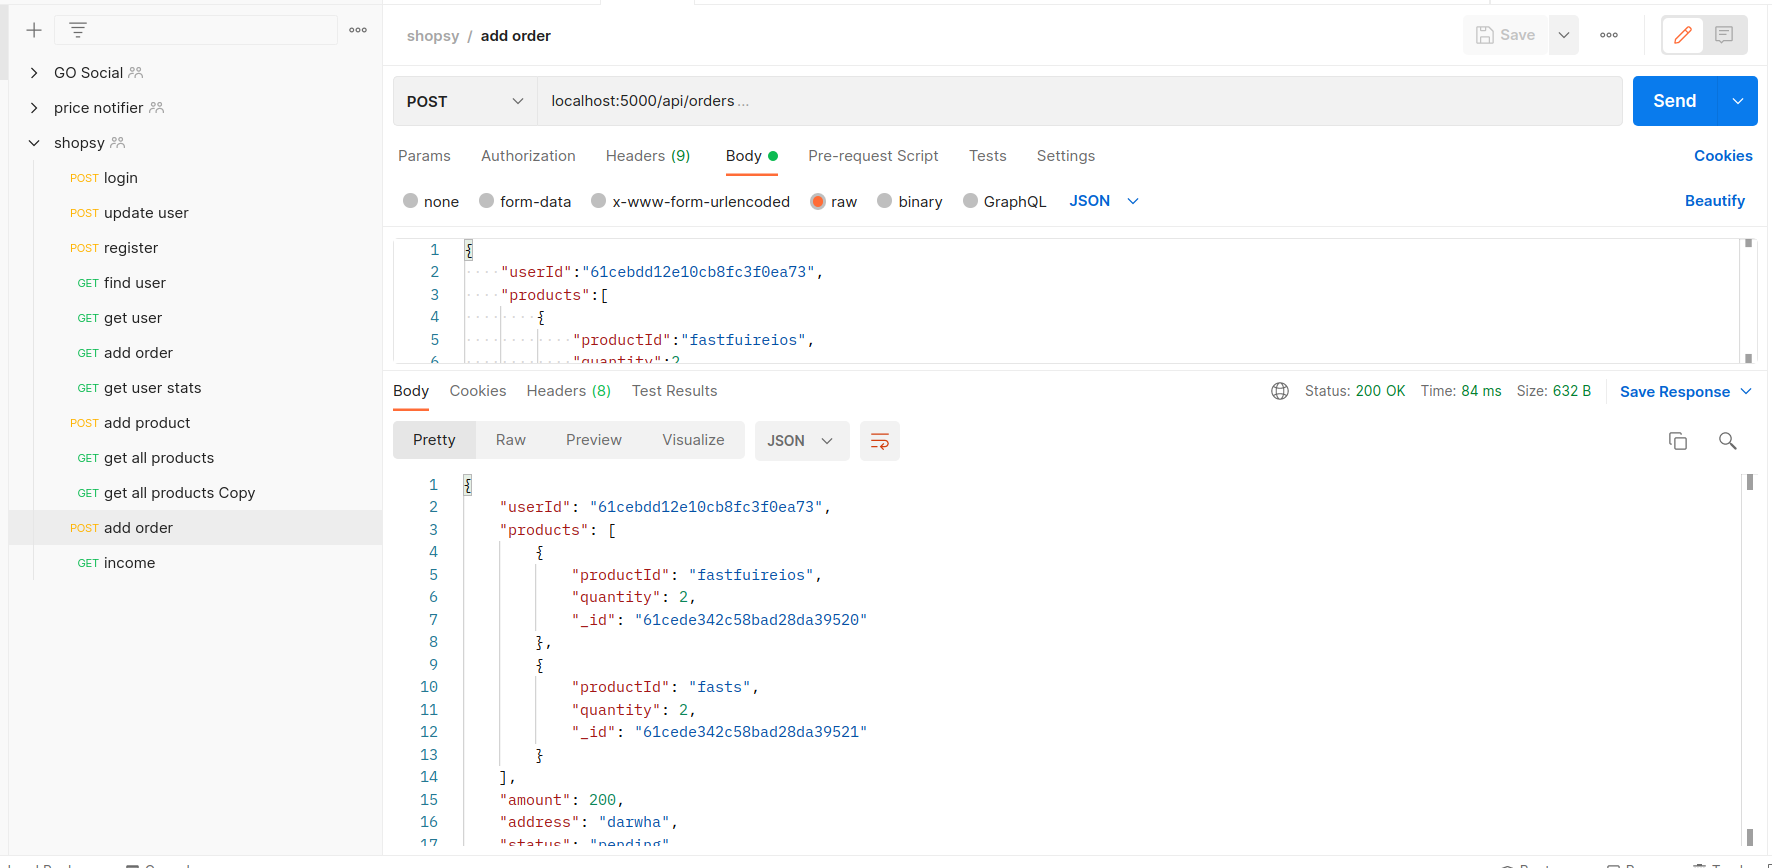 GO Social
price notifier
shopsy
POST login
POST update user
POST register
GET find user
GET get user
GET add order
GET get user stats
POST add product
GET get all products
GET get all products Copy
POST add order
GET income
shopsy / add order
Save
POST localhost:5000/api/orders ...
Send
Params Authorization Headers (9) Body Pre-request Script Tests Settings Cookies
none form-data x-www-form-urlencoded raw binary GraphQL JSON Beautify
1 {
2 "userId":"61cebdd12e10cb8fc3f0ea73",
3 "products":[
4 {
5 "productId":"fastfuireios",
6 "quantity":2
Body Cookies Headers (8) Test Results Status: 200 OK Time: 84 ms Size: 632 B Save Response
Pretty Raw Preview Visualize JSON
1 {
2 "userId": "61cebdd12e10cb8fc3f0ea73",
3 "products": [
4 {
5 "productId": "fastfuireios",
6 "quantity": 2,
7 "_id": "61cede342c58bad28da39520"
8 },
9 {
10 "productId": "fasts",
11 "quantity": 2,
12 "_id": "61cede342c58bad28da39521"
13 }
14 ],
15 "amount": 200,
16 "address": "darwha",
17 "status": "pending"